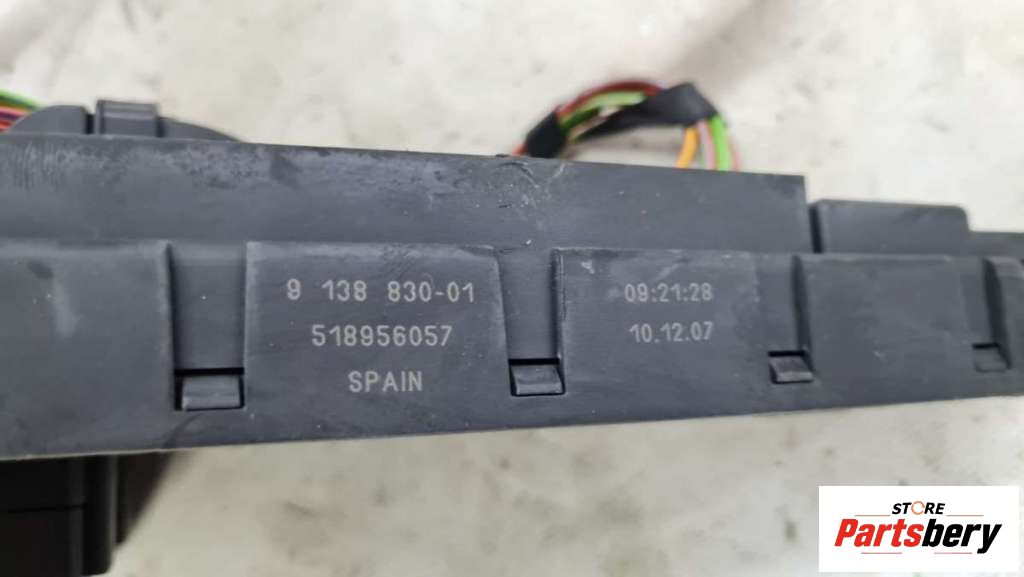 9 138 830-01
518956057
SPAIN
09:21:28
10.12.07
STORE
Partsbery